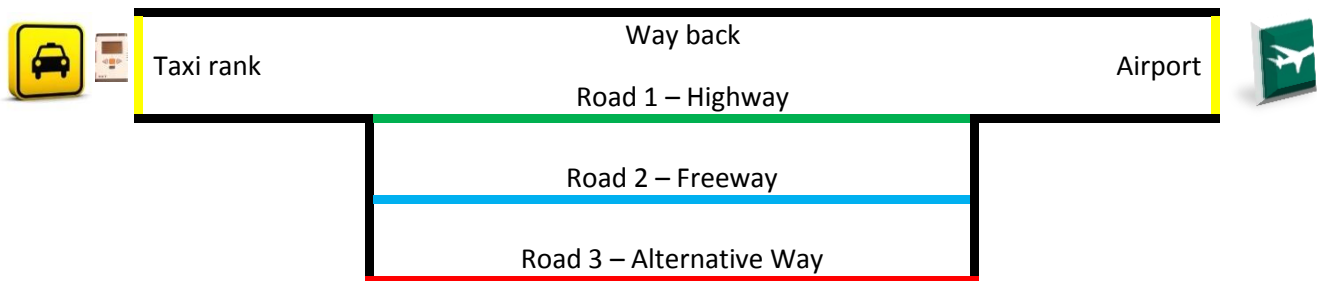 Way back
Taxi rank
Airport
Road 1 – Highway
Road 2 – Freeway
Road 3 – Alternative Way